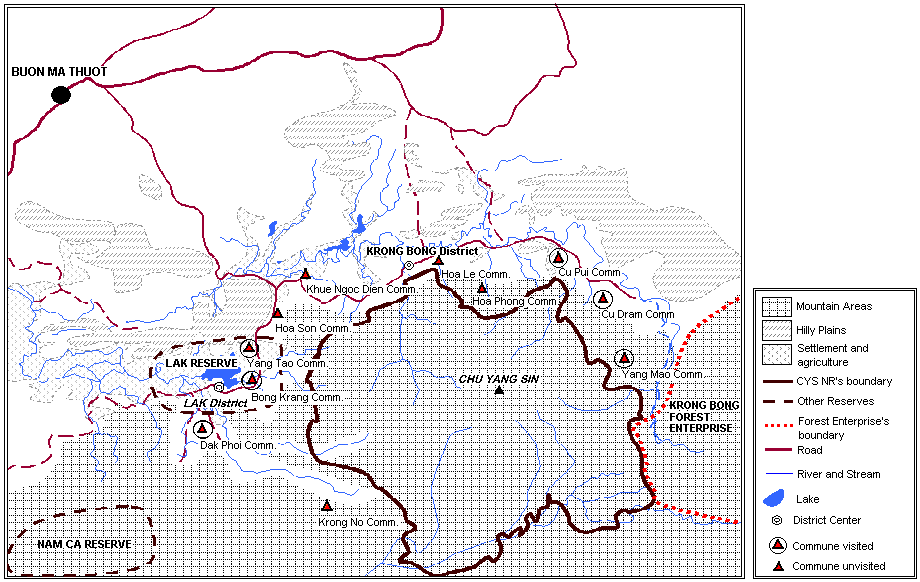 BUON MA THUOT
KRONG BONG District
Hoa Le Comm.
Cu Pui Comm.
Khue Ngoc Dien Comm.
Hoa Phong Comm.
Cu Dram Comm.
Hoa Son Comm.
LAK RESERVE
Yang Tao Comm.
Yang Mao Comm.
CHU YANG SIN
Bong Krang Comm.
LAK District
KRONG BONG
FOREST
ENTERPRISE
Dak Phoi Comm.
Krong No Comm.
NAM CA RESERVE
Mountain Areas
Hilly Plains
Settlement and
agriculture
CYS NR's boundary
Other Reserves
Forest Enterprise's
boundary
Road
River and Stream
Lake
District Center
Commune visited
Commune unvisited